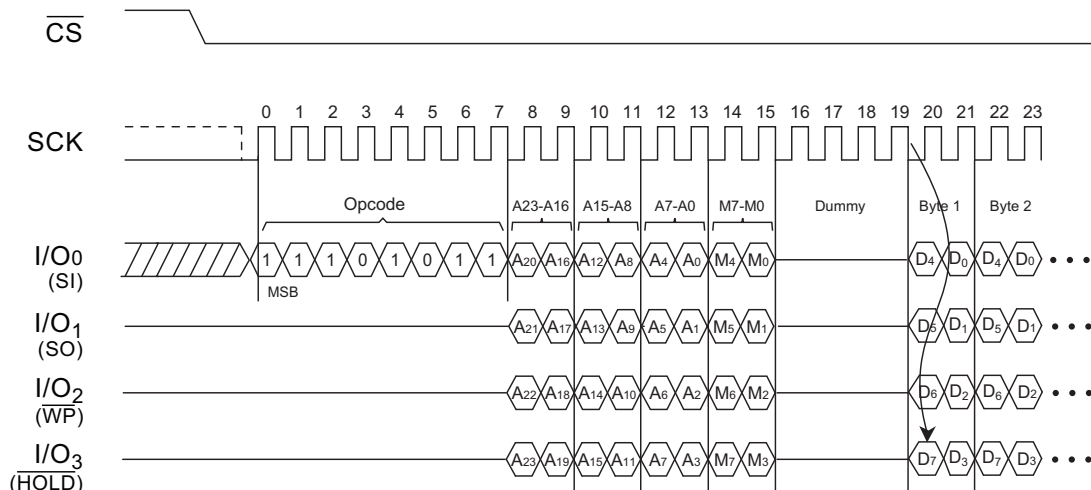 CS
0 1 2 3 4 5 6 7 8 9 10 11 12 13 14 15 16 17 18 19 20 21 22 23
SCK
Opcode A23-A16 A15-A8 A7-A0 M7-M0 Dummy Byte 1 Byte 2
I/O0 1 1 1 0 1 0 1 1 A20 A16 A12 A8 A4 A0 M4 M0 D4 D0 D4 D0 • • •
(SI)
MSB
I/O1 A21 A17 A13 A9 A5 A1 M5 M1 D5 D1 D5 D1 • • •
(SO)
I/O2 A22 A18 A14 A10 A6 A2 M6 M2 D6 D2 D6 D2 • • •
(WP)
I/O3 A23 A19 A15 A11 A7 A3 M7 M3 D7 D3 D7 D3 • • •
(HOLD)